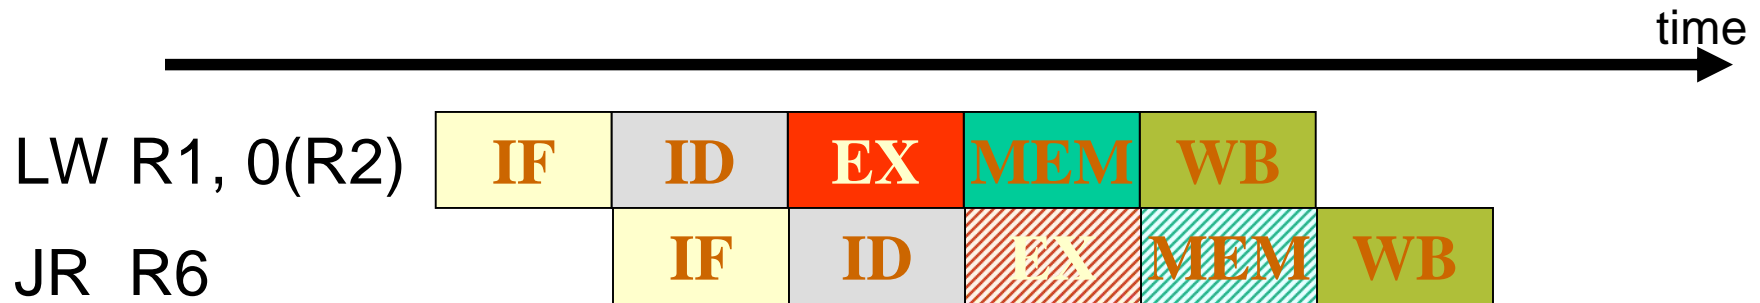 time
LW R1, 0(R2) IF ID EX MEM WB
JR R6 IF ID EX MEM WB